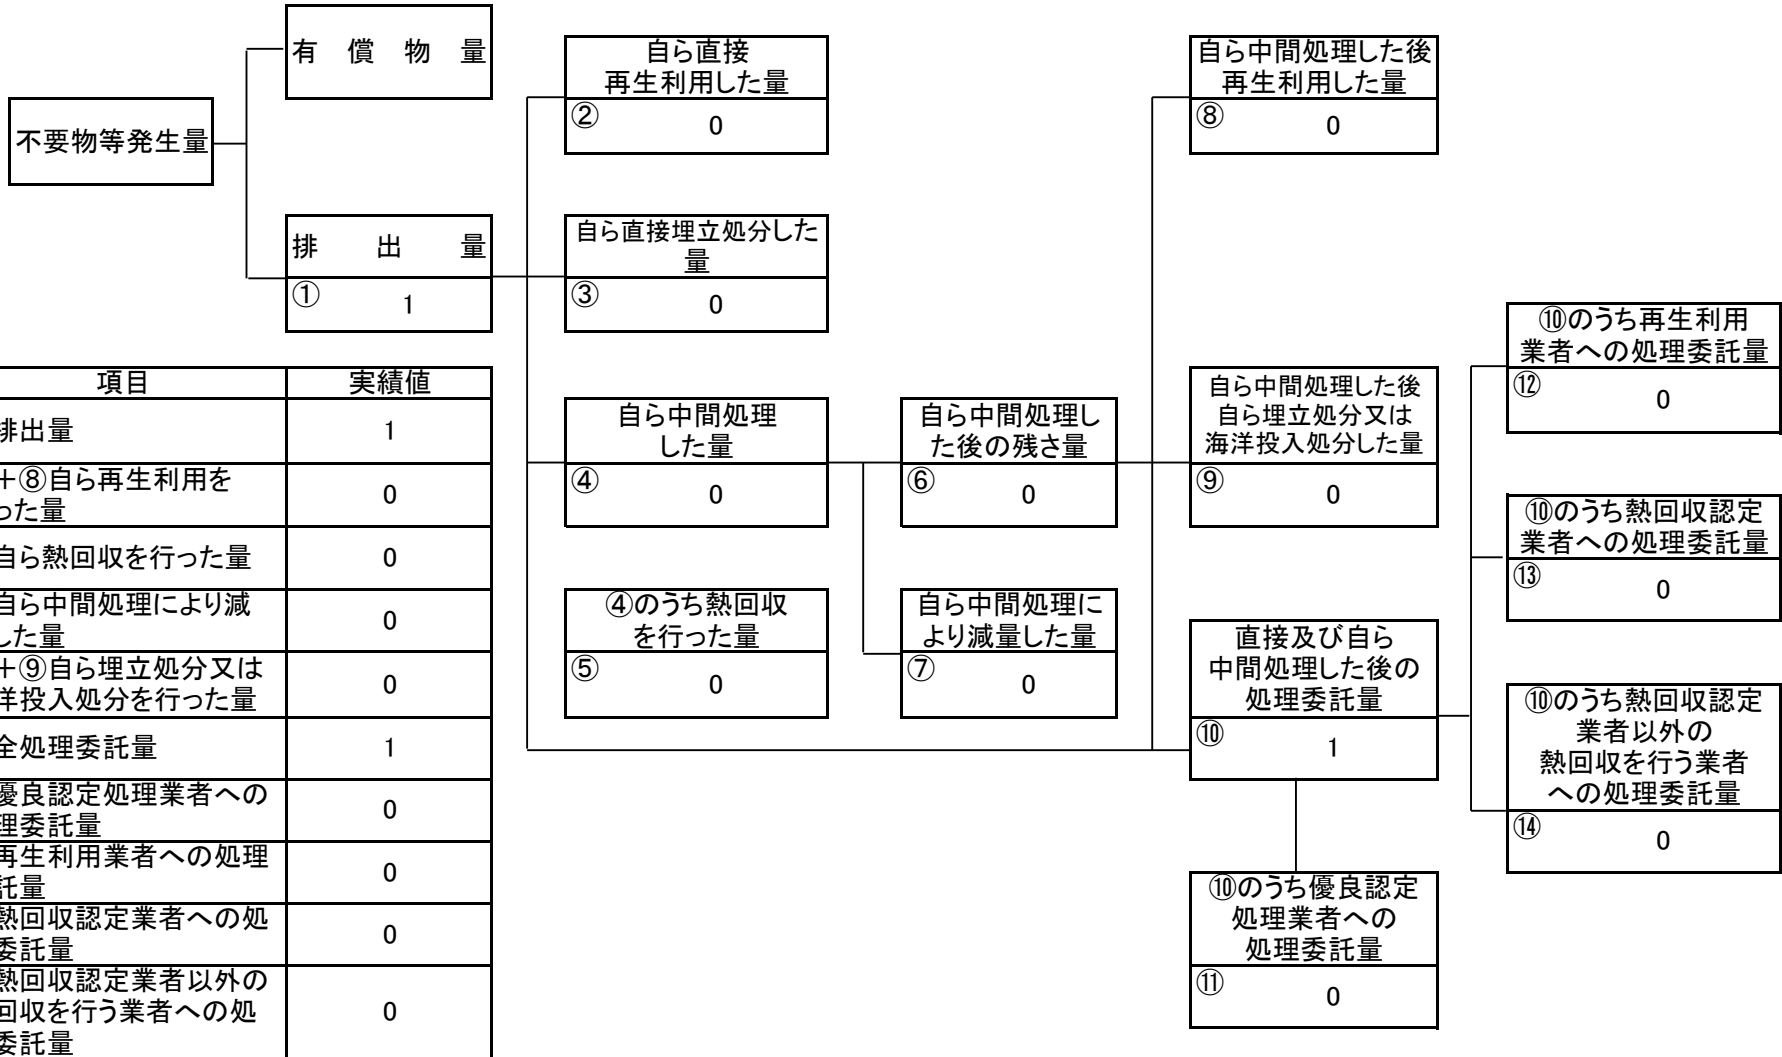 有償物量
不要物等発生量
排出量
① 1
自ら直接
再生利用した量
② 0
自ら直接埋立処分した
量
③ 0
自ら中間処理
した量
④ 0
④のうち熱回収
を行った量
⑤ 0
自ら中間処理し
た後の残さ量
⑥ 0
自ら中間処理に
より減量した量
⑦ 0
自ら中間処理した後
再生利用した量
⑧ 0
自ら中間処理した後
自ら埋立処分又は
海洋投入処分した量
⑨ 0
直接及び自ら
中間処理した後の
処理委託量
⑩ 1
⑩のうち優良認定
処理業者への
処理委託量
⑪ 0
⑩のうち再生利用
業者への処理委託量
⑫ 0
⑩のうち熱回収認定
業者への処理委託量
⑬ 0
⑩のうち熱回収認定
業者以外の
熱回収を行う業者
への処理委託量
⑭ 0
項目 実績値
排出量 1
+⑧自ら再生利用を
った量 0
自ら熱回収を行った量 0
自ら中間処理により減
した量 0
+⑨自ら埋立処分又は
洋投入処分を行った量 0
全処理委託量 1
優良認定処理業者への
理委託量 0
再生利用業者への処理
託量 0
熱回収認定業者への処
委託量 0
熱回収認定業者以外の
回収を行う業者への処
委託量 0